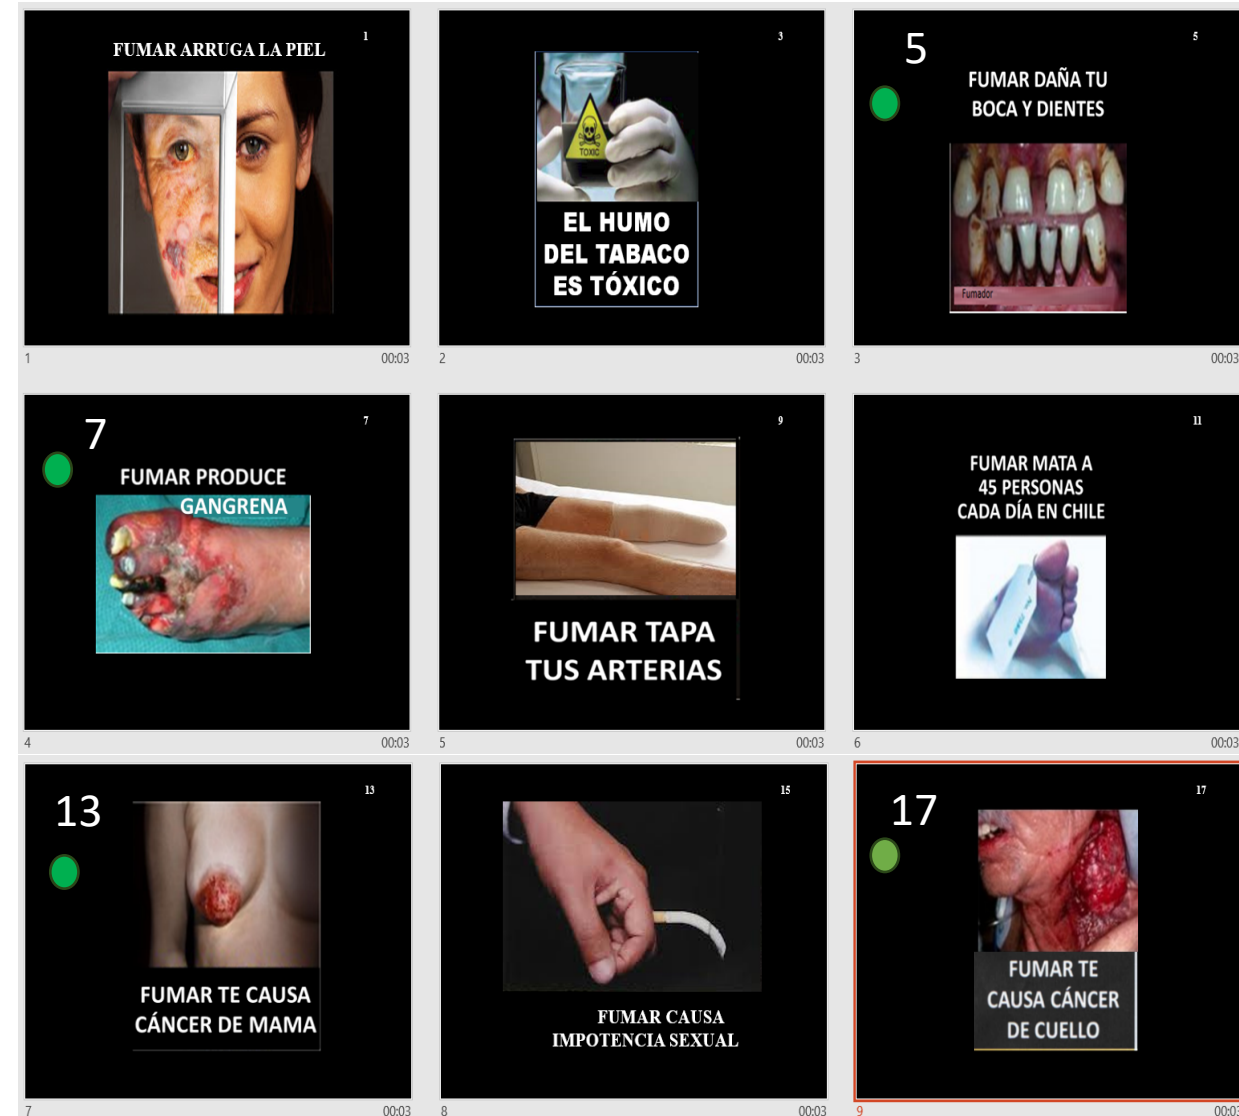 1
FUMAR ARRUGA LA PIEL
1
00:03
3
TOXIC
EL HUMO
DEL TABACO
ES TÓXICO
2
00:03
5
5
FUMAR DAÑA TU
BOCA Y DIENTES
Fumador
3
00:03
7
7
FUMAR PRODUCE
GANGRENA
4
00:03
9
FUMAR TAPA
TUS ARTERIAS
5
00:03
11
FUMAR MATA A
45 PERSONAS
CADA DÍA EN CHILE
6
00:03
13
13
FUMAR TE CAUSA
CÁNCER DE MAMA
7
00:03
15
FUMAR CAUSA
IMPOTENCIA SEXUAL
8
00:03
17
17
FUMAR TE
CAUSA CÁNCER
DE CUELLO
9
00:03